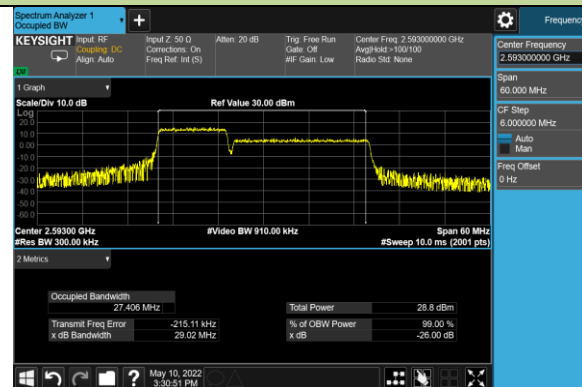 Spectrum Analyzer 1
Occupied BW
Frequency
KEYSIGHT
Input: RF
Coupling: DC
Align: Auto
Input Z: 50 Ω
Corrections: On
Freq Ref: Int (S)
Atten: 20 dB
Trig: Free Run
Gate: Off
#IF Gain: Low
Center Freq: 2.593000000 GHz
Avg|Hold:>100/100
Radio Std: None
Center Frequency
2.593000000 GHz
Span
60.000 MHz
CF Step
6.000000 MHz
Auto
Man
Freq Offset
0 Hz
1 Graph
Scale/Div 10.0 dB
Ref Value 30.00 dBm
Log
20.0
10.0
0.00
-10.0
-20.0
-30.0
-40.0
-50.0
-60.0
Center 2.59300 GHz
#Video BW 910.00 kHz
Span 60 MHz
#Res BW 300.00 kHz
#Sweep 10.0 ms (2001 pts)
2 Metrics
Occupied Bandwidth
27.406 MHz
Total Power
28.8 dBm
Transmit Freq Error
-215.11 kHz
% of OBW Power
99.00 %
x dB Bandwidth
29.02 MHz
x dB
-26.00 dB
?
May 10, 2022
3:30:51 PM